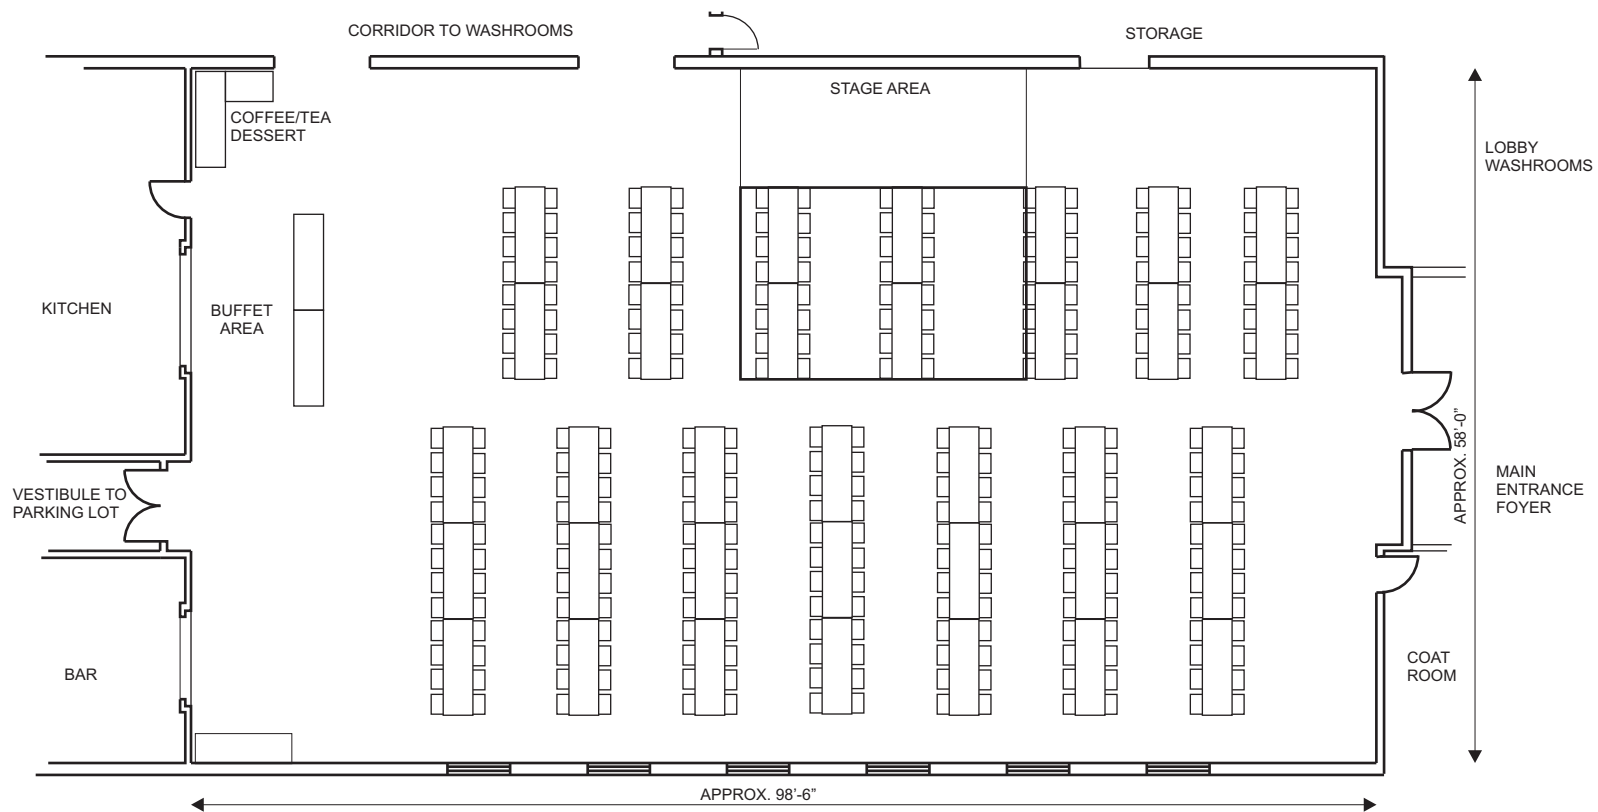 CORRIDOR TO WASHROOMS
STORAGE
STAGE AREA
COFFEE/TEA
DESSERT
LOBBY
WASHROOMS
KITCHEN
BUFFET
AREA
APPROX. 58'-0"
VESTIBULE TO
PARKING LOT
MAIN
ENTRANCE
FOYER
BAR
COAT
ROOM
APPROX. 98'-6"